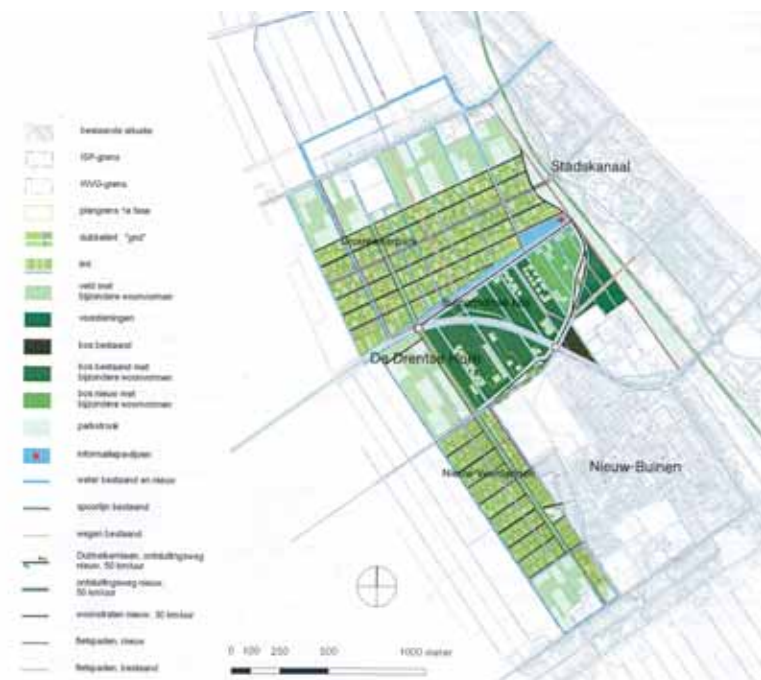 bestaande situatie
ISP-grens
WVG-grens
plangrens 1e fase
dubbellint "grid"
lint
veld met
bijzondere woonvormen
voorzieningen
bos bestaand
bos bestaand met
bijzondere woonvormen
bos nieuw met
bijzondere woonvormen
parkstrook
informatiepaviljoen
water bestaand en nieuw
spoorlijn bestaand
wegen bestaand
ontsluitingsweg
nieuw, 50 km/uur
ontsluitingsweg nieuw,
50 km/uur
woonstraten nieuw, 30 km/uur
fietspaden, nieuw
fietspaden, bestaand
Stadskanaal
De Drentse Horn
Nieuw-Buinen
0 100 250 500 1000 meter